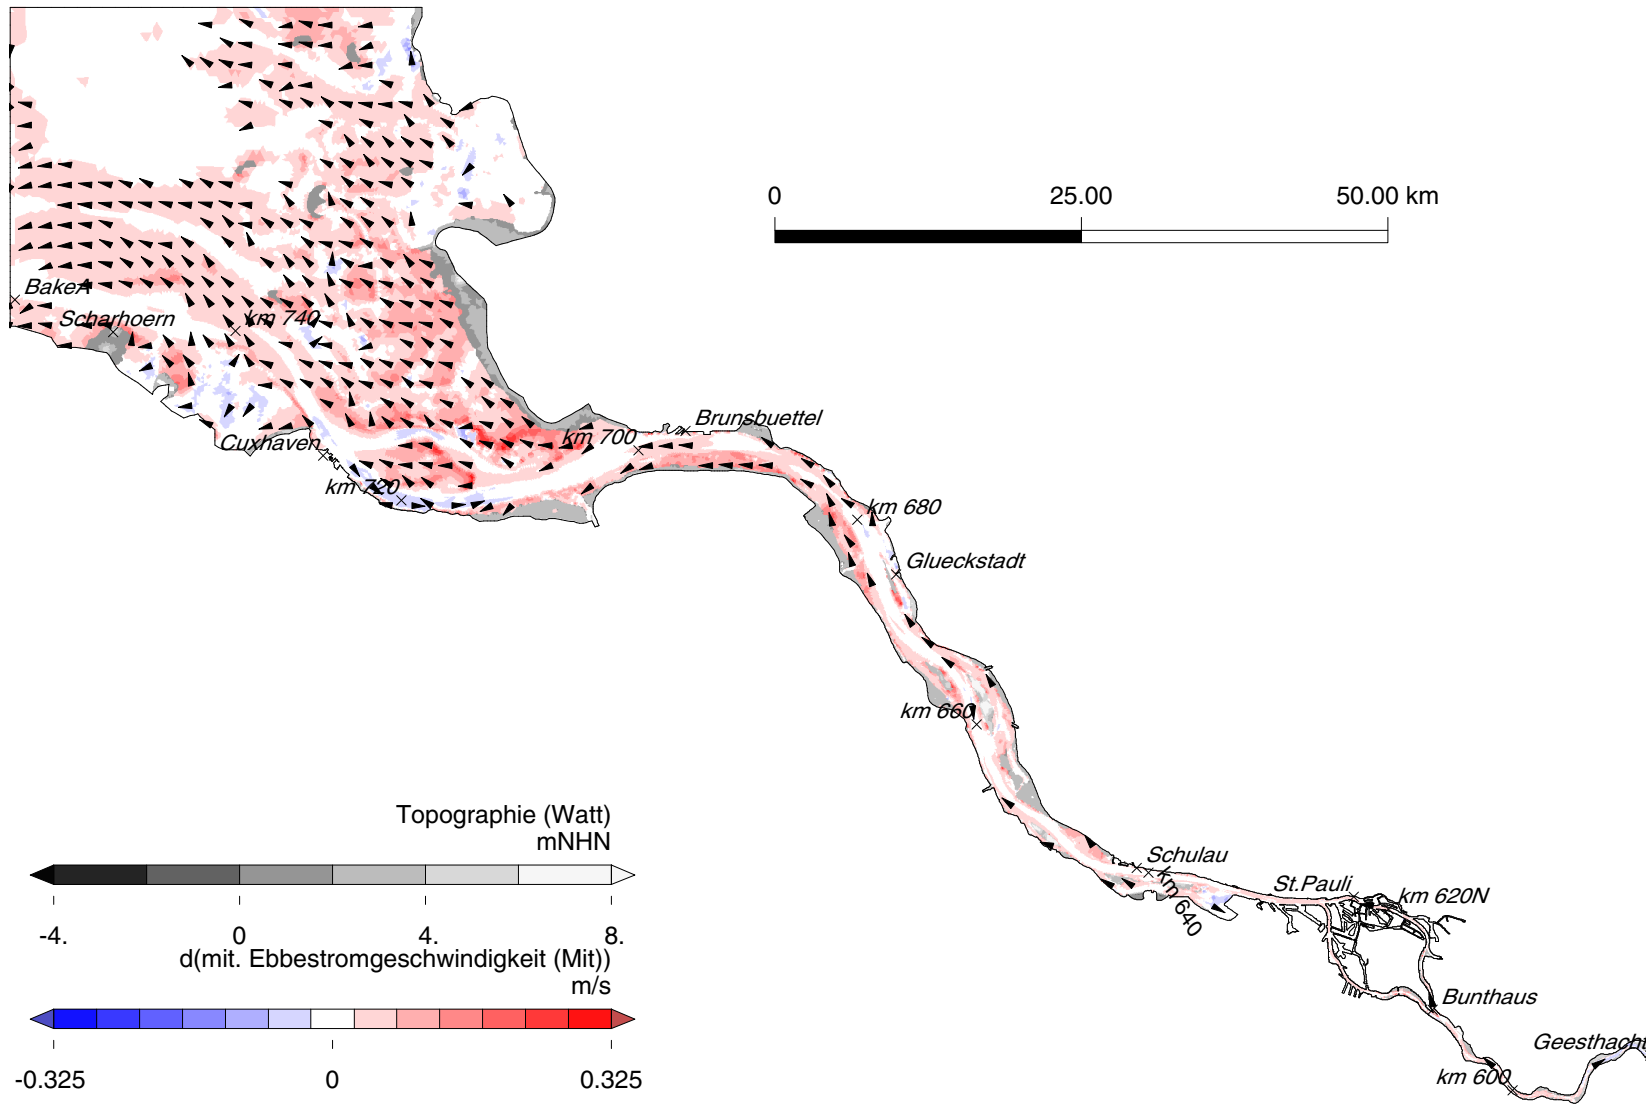 0 25.00 50.00 km
BakeA
Scharhoern
km 740
Brunsbuettel
km 700
Cuxhaven
km 720
km 680
Glueckstadt
km 660
Schulau
km 640
St.Pauli
km 620N
Bunthaus
Geesthacht
km 600
Topographie (Watt)
mNHN
-4. 0 4. 8.
d(mit. Ebbestromgeschwindigkeit (Mit))
m/s
-0.325 0 0.325